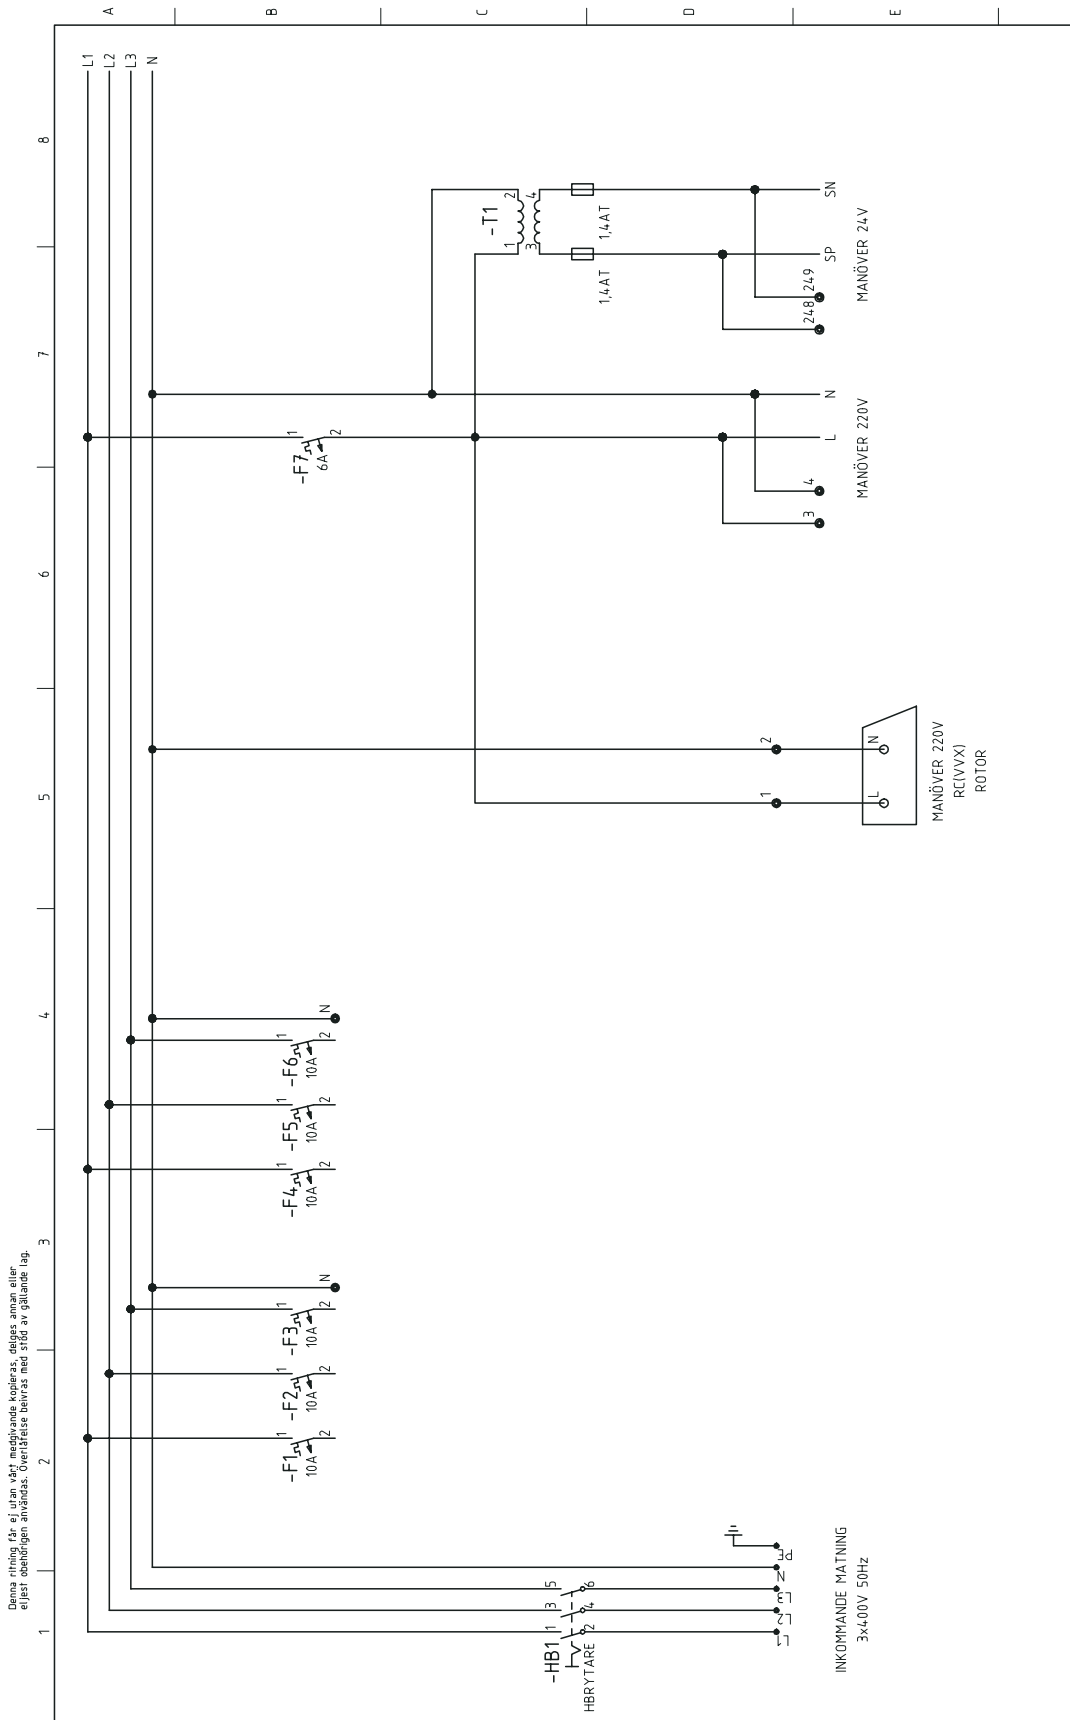 Denna ritning får ej utan vårt medgivande kopieras, delges annan eller
eljest obehörigen användas. Överlåtelse beivras med stöd av gällande lag.
1
2
3
4
5
6
7
8
A
B
C
D
E
L1
L2
L3
N
-HB1
HBRYTARE
1
3
5
2
4
6
L1
L2
L3
N
PE
INKOMMANDE MATNING
3x400V 50Hz
-F1
10A
1
2
-F2
10A
1
2
-F3
10A
1
2
N
-F4
10A
1
2
-F5
10A
1
2
-F6
10A
1
2
N
1
2
L
N
MANÖVER 220V
RC(VVX)
ROTOR
-F7
6A
1
2
3
4
L
N
MANÖVER 220V
-T1
1
2
3
4
1,4AT
1,4AT
248
249
SP
SN
MANÖVER 24V